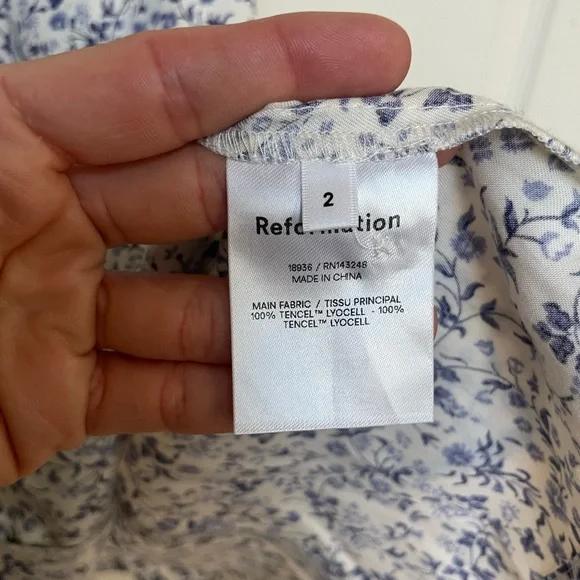 2
Reformation
18936 / RN143248
MADE IN CHINA
MAIN FABRIC / TISSU PRINCIPAL
100% TENCEL™ LYOCELL - 100%
TENCEL™ LYOCELL